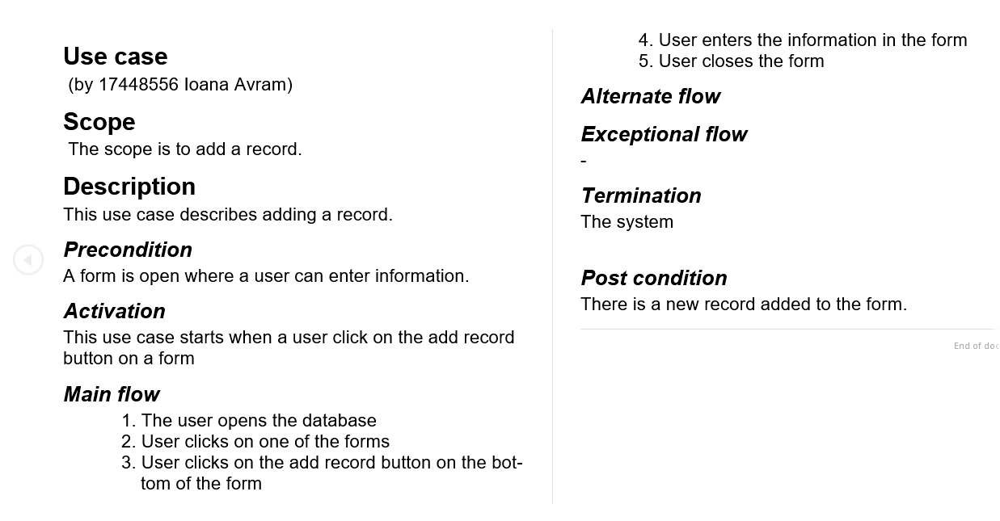 Use case
(by 17448556 Ioana Avram)
Scope
The scope is to add a record.
Description
This use case describes adding a record.
Precondition
A form is open where a user can enter information.
Activation
This use case starts when a user click on the add record
button on a form
Main flow
1. The user opens the database
2. User clicks on one of the forms
3. User clicks on the add record button on the bot-
tom of the form
4. User enters the information in the form
5. User closes the form
Alternate flow
Exceptional flow
-
Termination
The system
Post condition
There is a new record added to the form.
End of doc